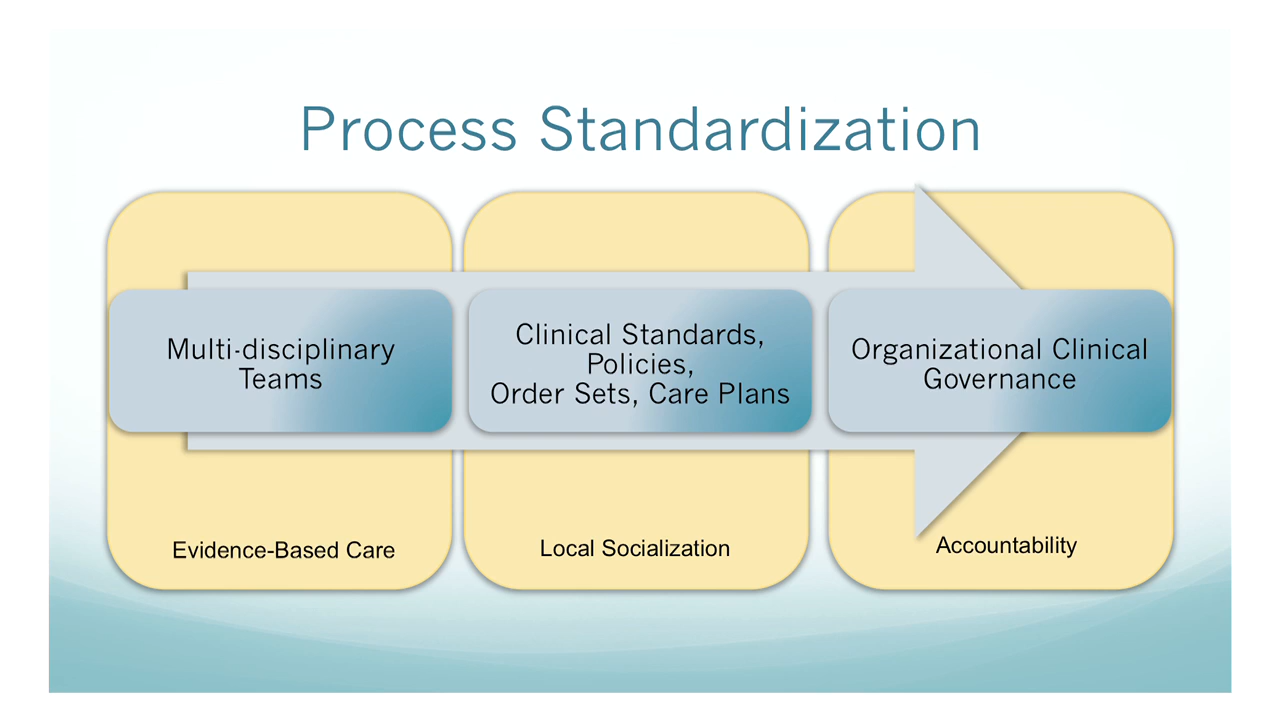 Process Standardization
Multi-disciplinary
Teams
Clinical Standards,
Policies,
Order Sets, Care Plans
Organizational Clinical
Governance
Evidence-Based Care
Local Socialization
Accountability